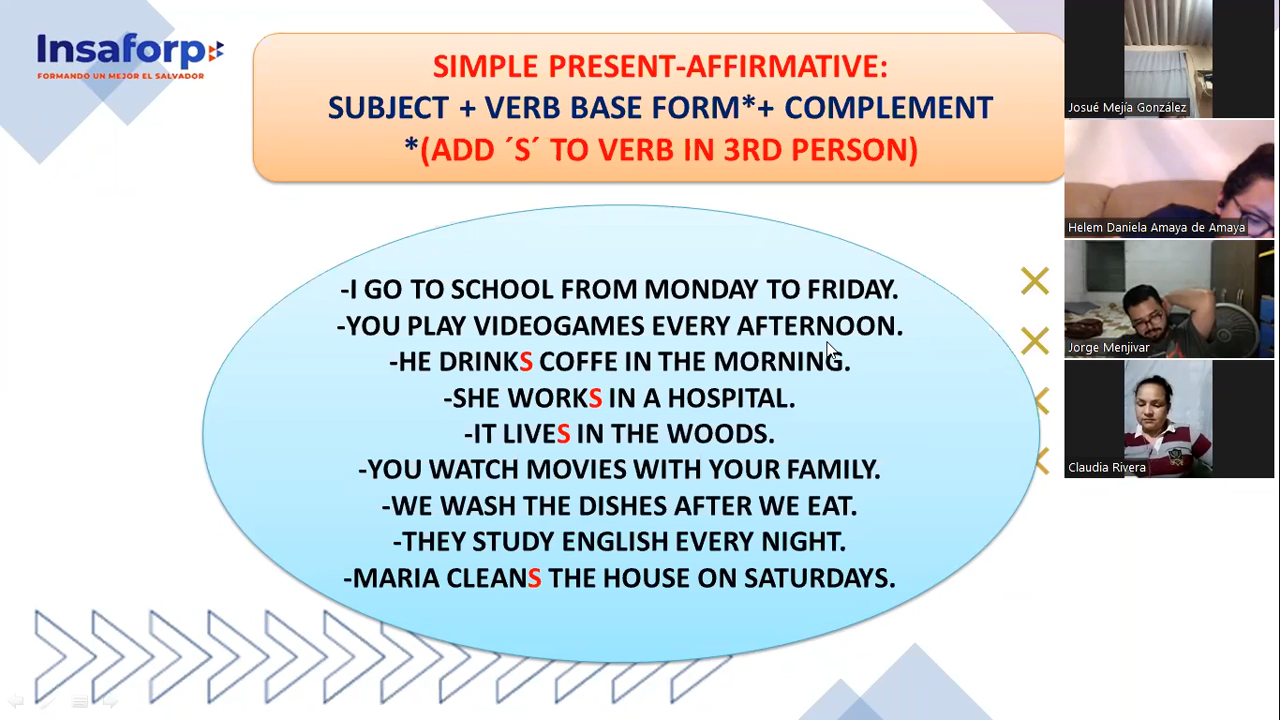 Insaforp
FORMANDO UN MEJOR EL SALVADOR
SIMPLE PRESENT-AFFIRMATIVE:
SUBJECT + VERB BASE FORM*+ COMPLEMENT
*(ADD ´S´ TO VERB IN 3RD PERSON)
-I GO TO SCHOOL FROM MONDAY TO FRIDAY.
-YOU PLAY VIDEOGAMES EVERY AFTERNOON.
-HE DRINKS COFFE IN THE MORNING.
-SHE WORKS IN A HOSPITAL.
-IT LIVES IN THE WOODS.
-YOU WATCH MOVIES WITH YOUR FAMILY.
-WE WASH THE DISHES AFTER WE EAT.
-THEY STUDY ENGLISH EVERY NIGHT.
-MARIA CLEANS THE HOUSE ON SATURDAYS.
Josué Mejía González
Helem Daniela Amaya de Amaya
Jorge Menjivar
Claudia Rivera